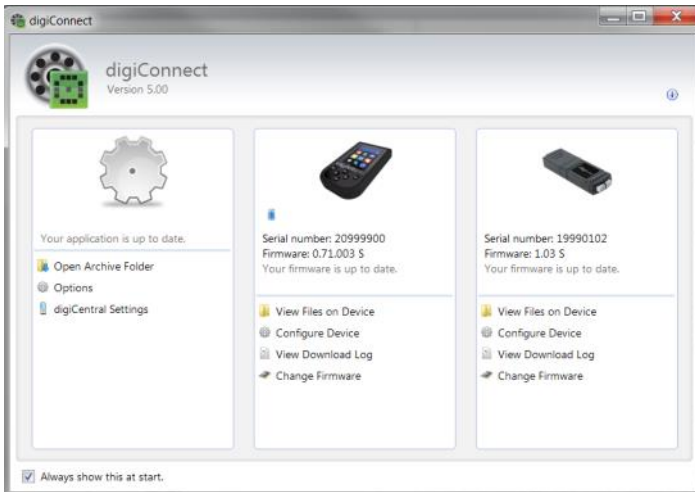 digiConnect
digiConnect
Version 5.00
Your application is up to date.
Open Archive Folder
Options
digiCentral Settings
Serial number: 20999900
Firmware: 0.71.003 S
Your firmware is up to date.
View Files on Device
Configure Device
View Download Log
Change Firmware
Serial number: 19990102
Firmware: 1.03 S
Your firmware is up to date.
View Files on Device
Configure Device
View Download Log
Change Firmware
Always show this at start.